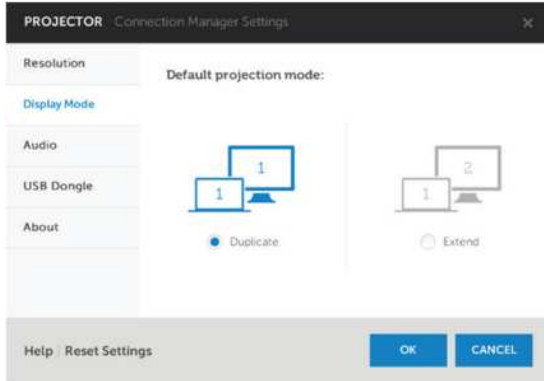 PROJECTOR Connection Manager Settings
Resolution
Default projection mode:
Display Mode
Audio
1
2
USB Dongle
1
1
About
Duplicate
Extend
Help | Reset Settings
OK
CANCEL